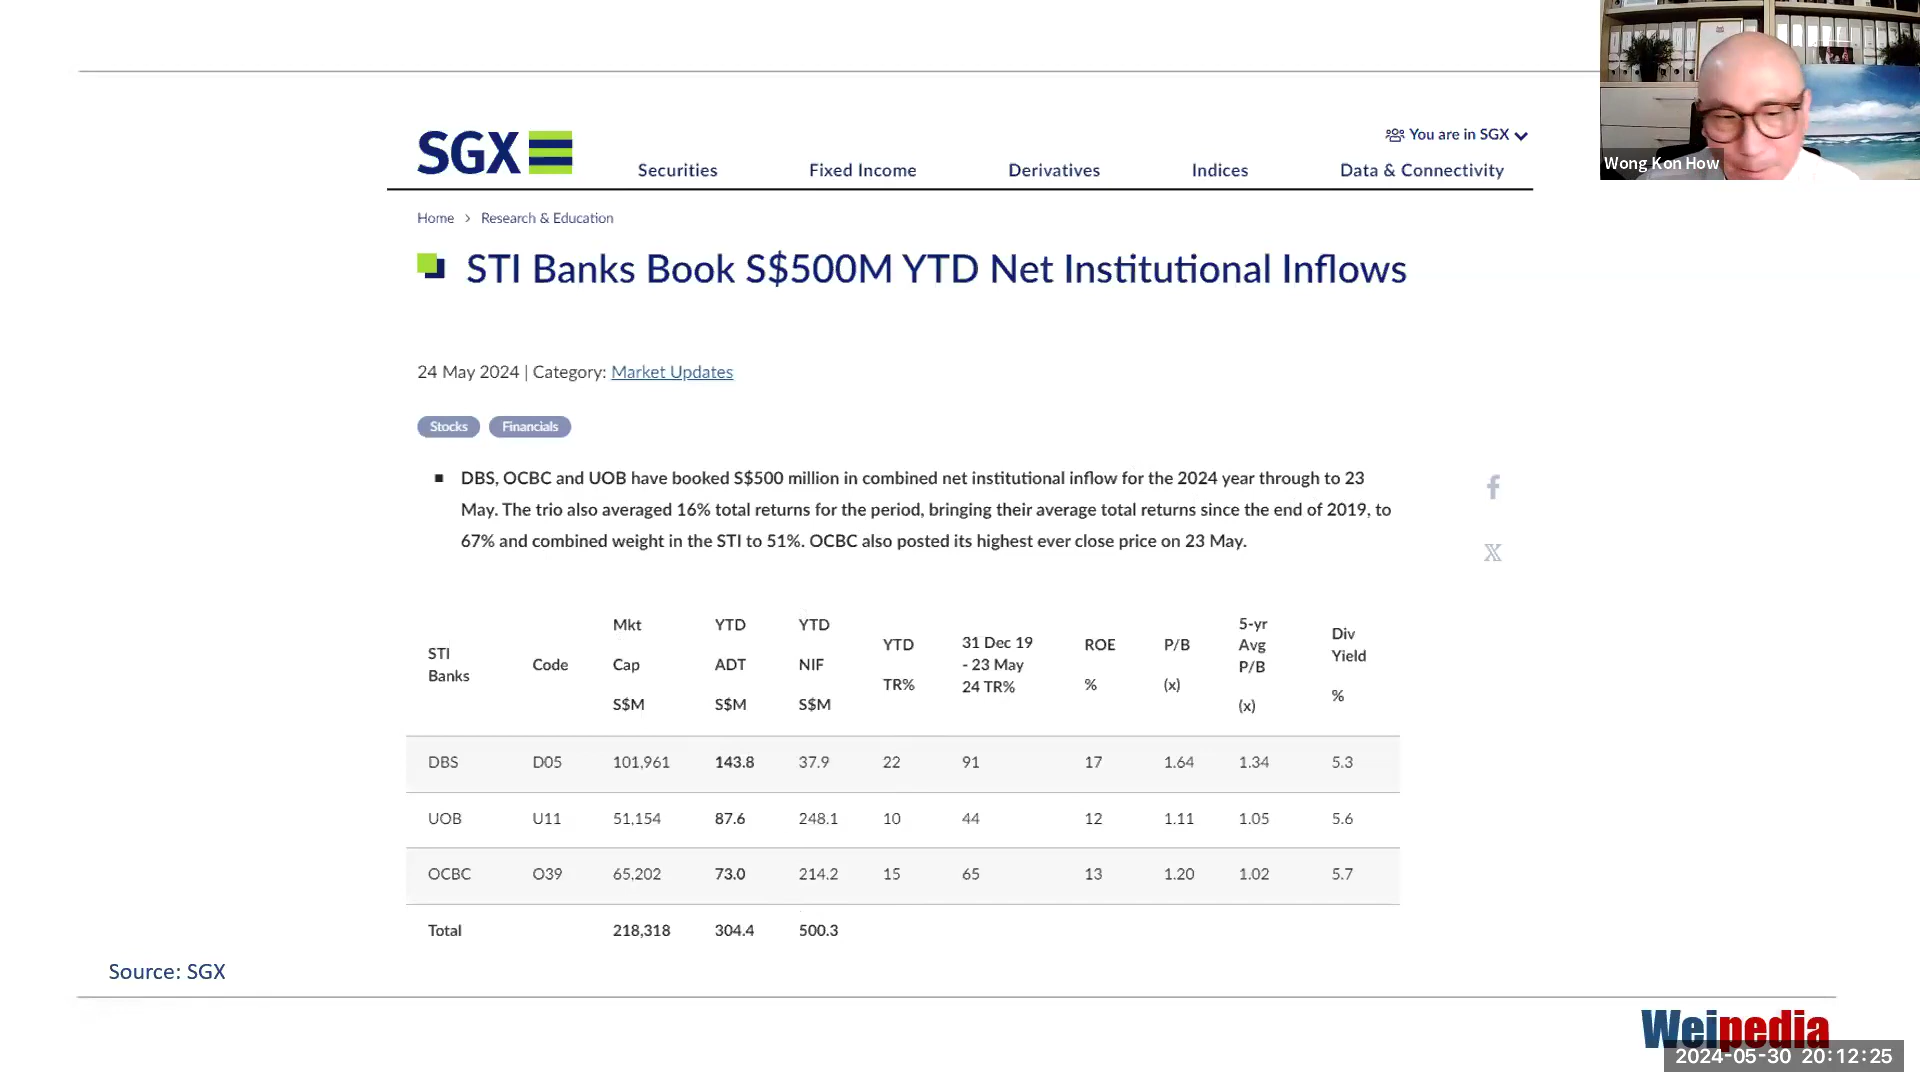 SGX
You are in SGX
Securities Fixed Income Derivatives Indices Data & Connectivity
Wong Kon How
Home > Research & Education
STI Banks Book S$500M YTD Net Institutional Inflows
24 May 2024 | Category: Market Updates
Stocks Financials
▪ DBS, OCBC and UOB have booked S$500 million in combined net institutional inflow for the 2024 year through to 23
May. The trio also averaged 16% total returns for the period, bringing their average total returns since the end of 2019, to
67% and combined weight in the STI to 51%. OCBC also posted its highest ever close price on 23 May.
STI Banks Code Mkt Cap S$M YTD ADT S$M YTD NIF S$M YTD TR% 31 Dec 19 - 23 May 24 TR% ROE % P/B (x) 5-yr Avg P/B (x) Div Yield %
DBS D05 101,961 143.8 37.9 22 91 17 1.64 1.34 5.3
UOB U11 51,154 87.6 248.1 10 44 12 1.11 1.05 5.6
OCBC O39 65,202 73.0 214.2 15 65 13 1.20 1.02 5.7
Total 218,318 304.4 500.3
Source: SGX
Weipedia
2024-05-30 20:12:25